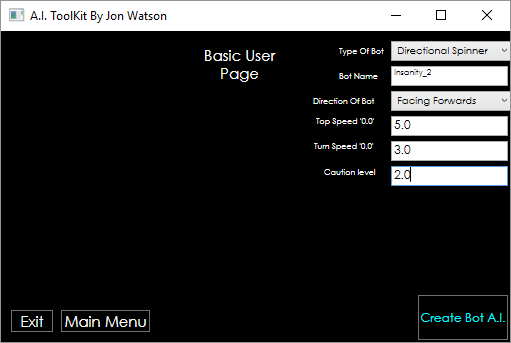 A.I. ToolKit By Jon Watson
Basic User
Page
Type Of Bot
Directional Spinner
Bot Name
Insanity_2
Direction Of Bot
Facing Forwards
Top Speed '0.0'
5.0
Turn Speed '0.0'
3.0
Caution level
2.0
Exit
Main Menu
Create Bot A.I.